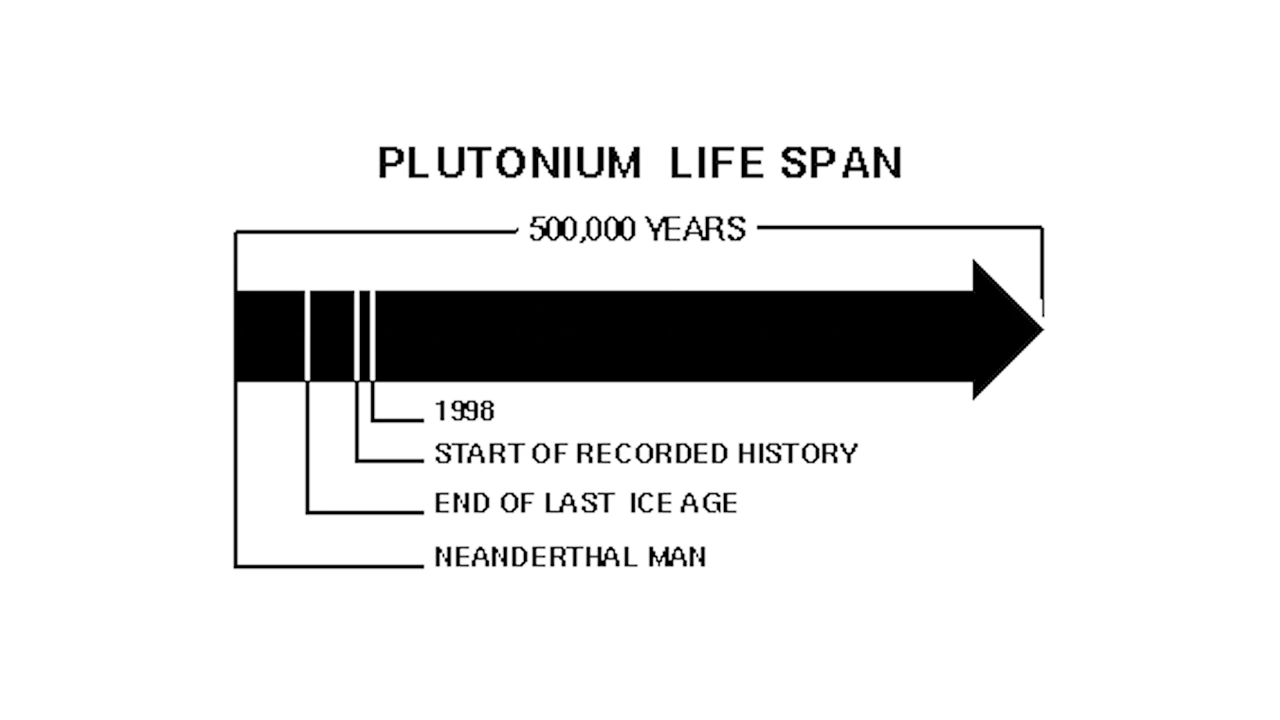 PLUTONIUM LIFE SPAN
500,000 YEARS
1998
START OF RECORDED HISTORY
END OF LAST ICE AGE
NEANDERTHAL MAN